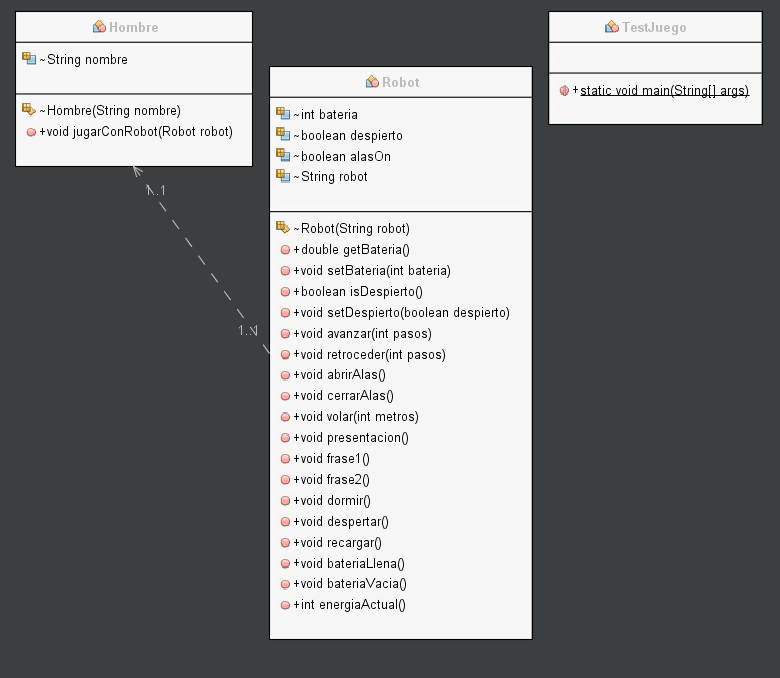 Hombre
~String nombre
~Hombre(String nombre)
+void jugarConRobot(Robot robot)
1..1
1..1
Robot
~int bateria
~boolean despierto
~boolean alasOn
~String robot
~Robot(String robot)
+double getBateria()
+void setBateria(int bateria)
+boolean isDespierto()
+void setDespierto(boolean despierto)
+void avanzar(int pasos)
+void retroceder(int pasos)
+void abrirAlas()
+void cerrarAlas()
+void volar(int metros)
+void presentacion()
+void frase1()
+void frase2()
+void dormir()
+void despertar()
+void recargar()
+void bateriaLlena()
+void bateriaVacia()
+int energiaActual()
TestJuego
+static void main(String[] args)